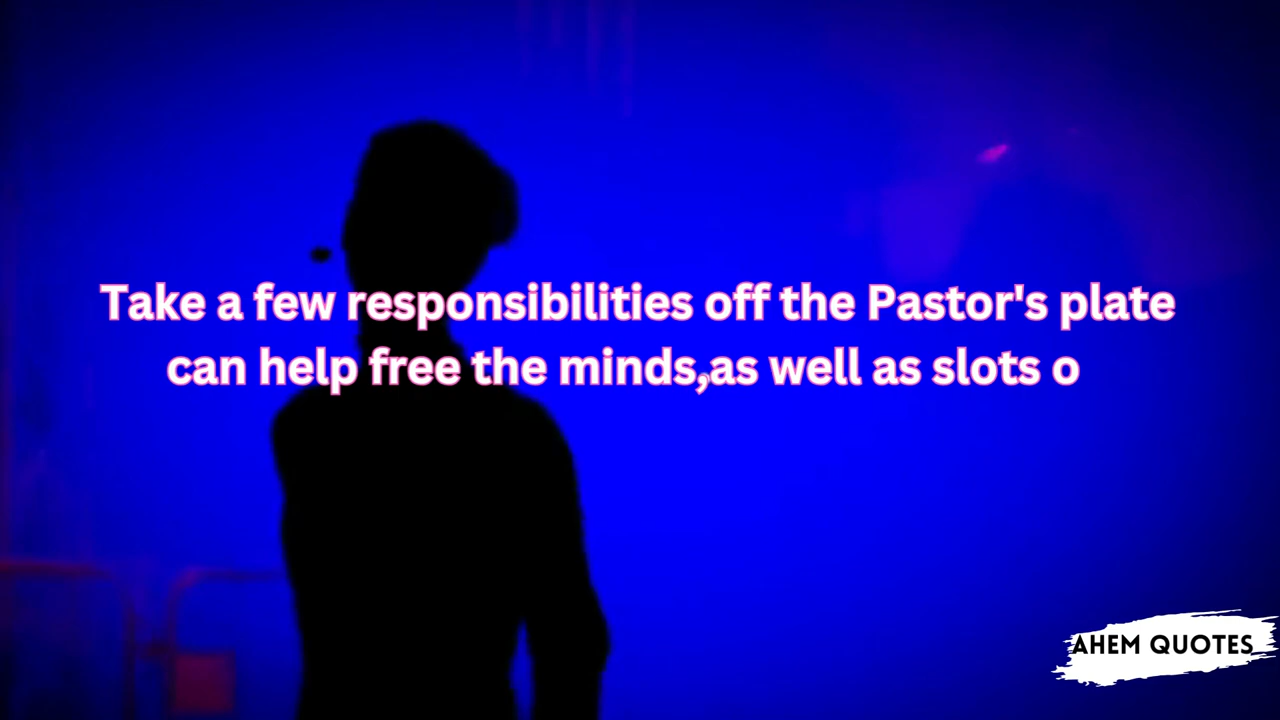 Take a few responsibilities off the Pastor's plate
can help free the minds,as well as slots o
AHEM QUOTES